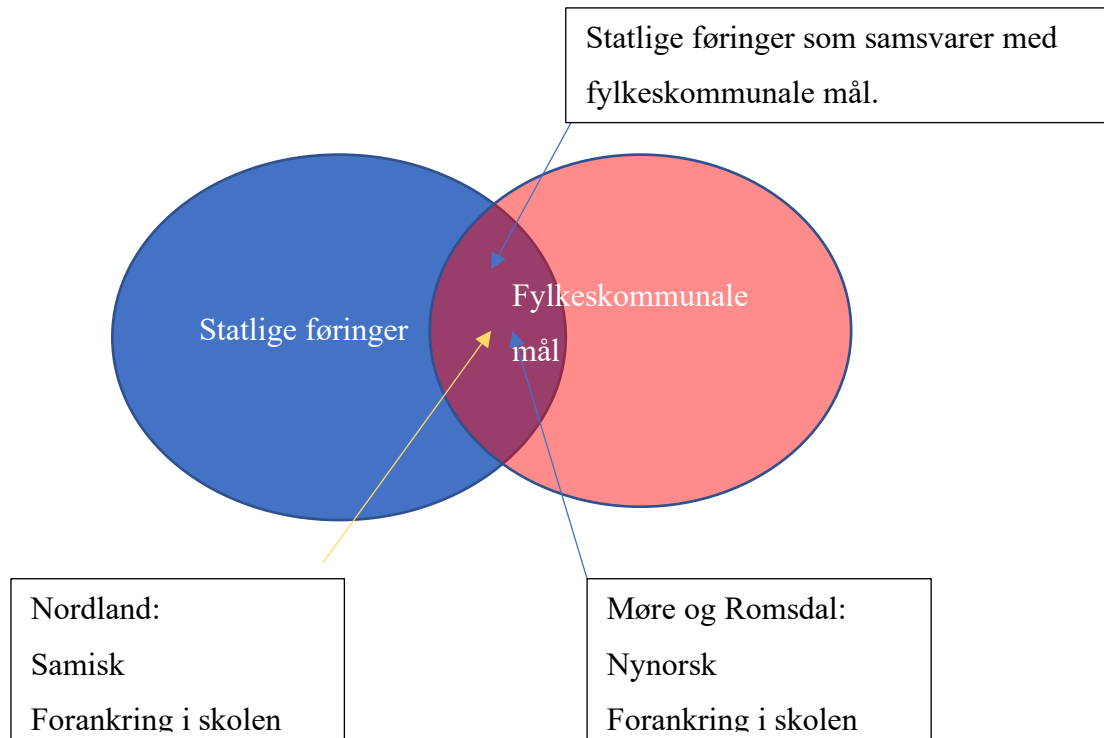 Statlige føringer som samsvarer med
fylkeskommunale mål.
Statlige føringer
Fylkeskommunale
mål
Nordland:
Samisk
Forankring i skolen
Møre og Romsdal:
Nynorsk
Forankring i skolen